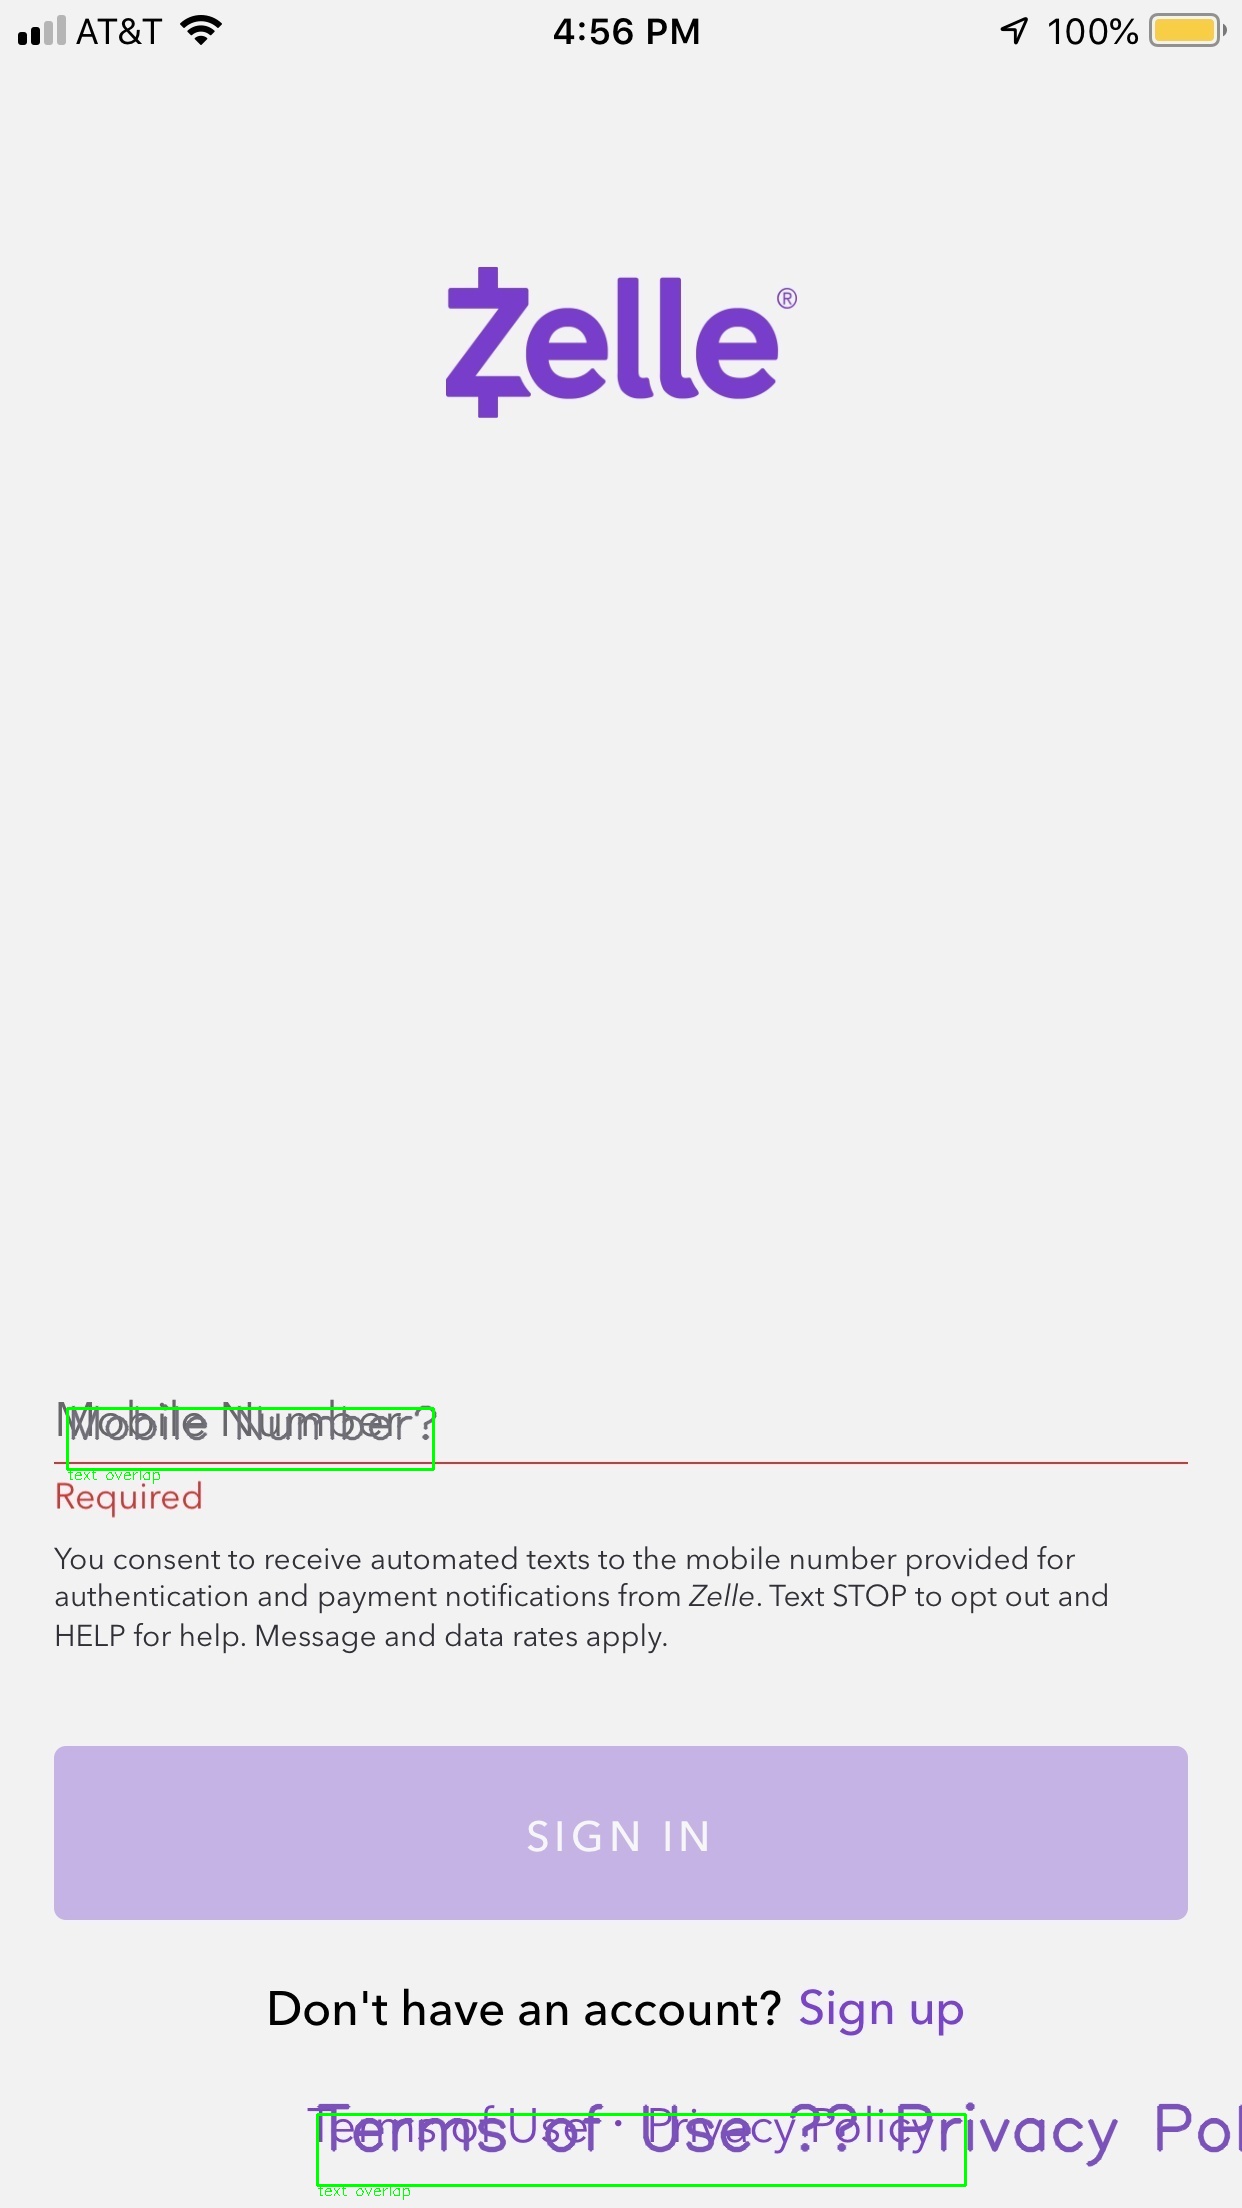 AT&T 4:56 PM 100%
Zelle®
Mobile Number
Mobile Number?
text overlap
Required
You consent to receive automated texts to the mobile number provided for
authentication and payment notifications from Zelle. Text STOP to opt out and
HELP for help. Message and data rates apply.
SIGN IN
Don't have an account? Sign up
Terms of Use · Privacy Policy
Terms of Use ?? Privacy Pol
text overlap